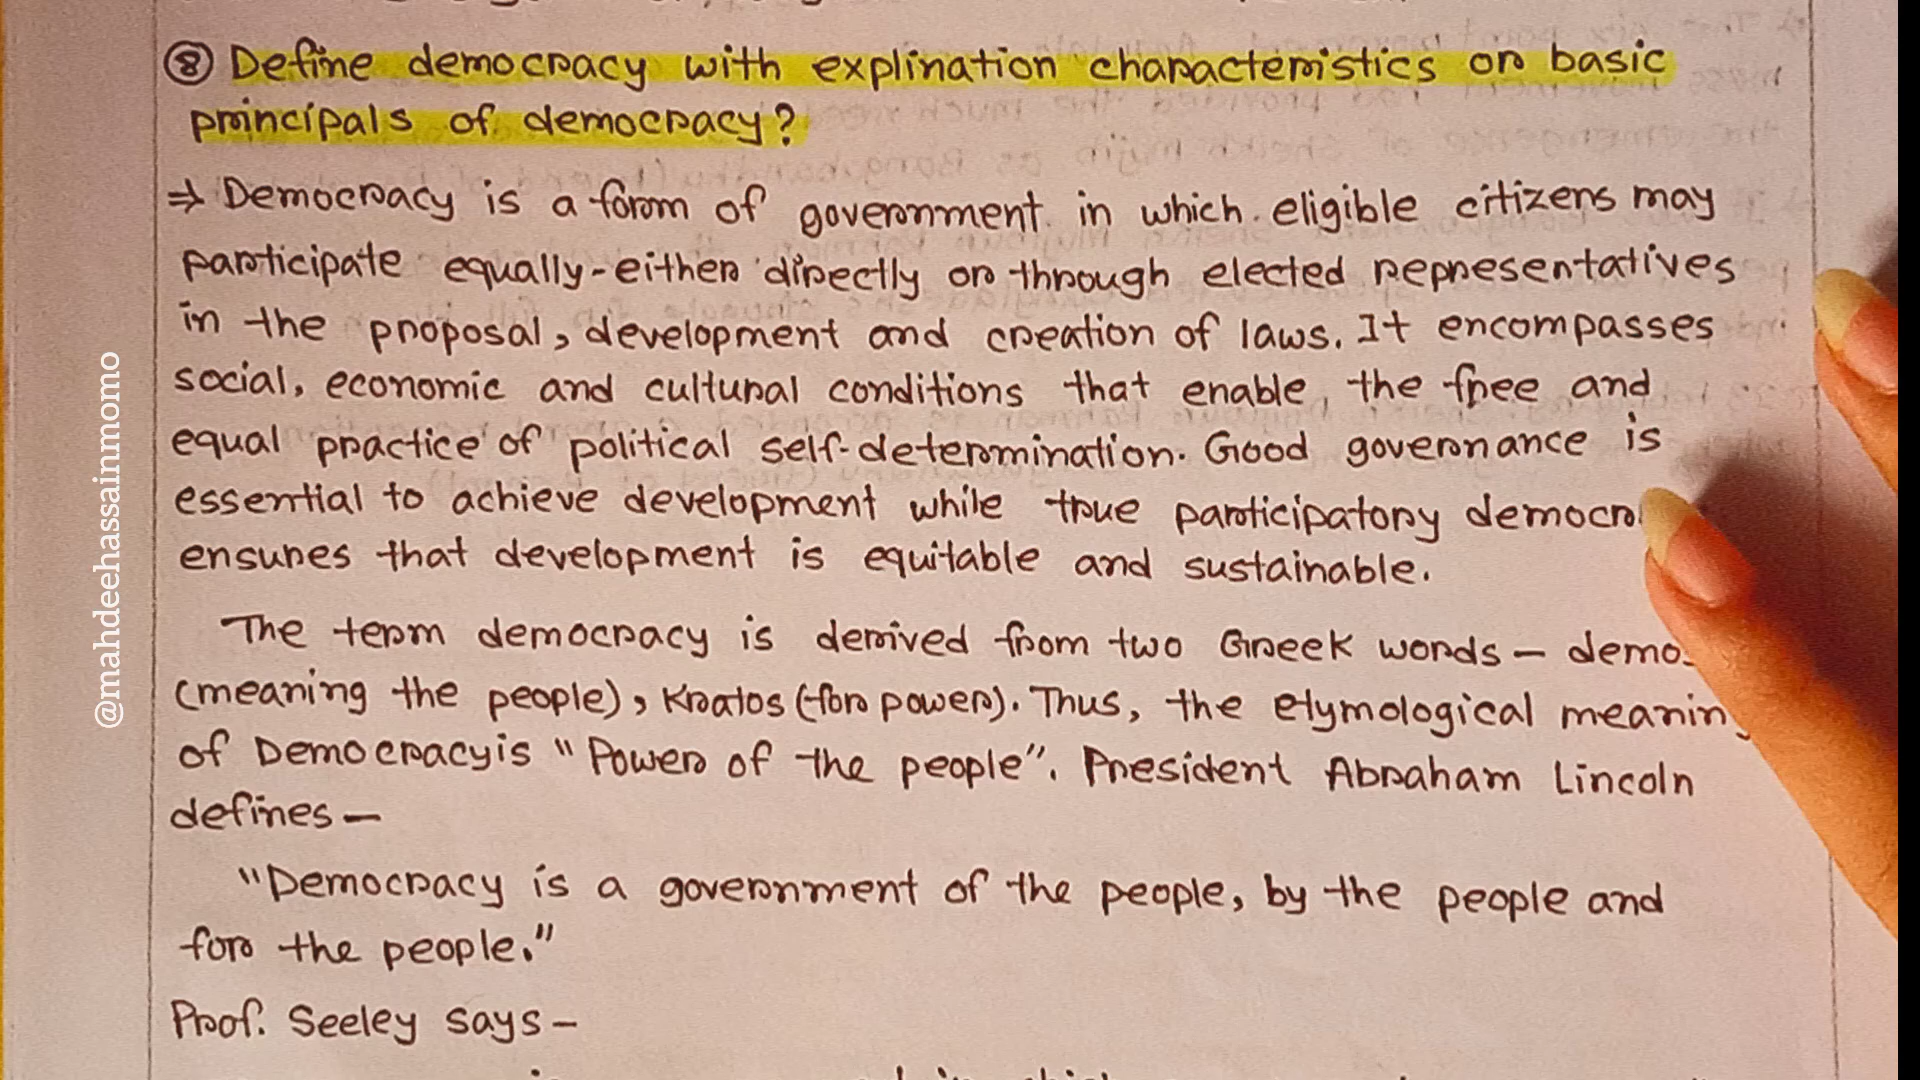 ⑧ Define democracy with explination characteristics or basic
principals of democracy?
⇒ Democracy is a form of government in which eligible citizens may
participate equally-either directly or through elected representatives
in the proposal, development and creation of laws. It encompasses
social, economic and cultural conditions that enable the free and
equal practice of political self-determination. Good governance is
essential to achieve development while true participatory democra
ensures that development is equitable and sustainable.
The term democracy is derived from two Greek words — demos
(meaning the people), Kratos (for power). Thus, the etymological meanin
of Democracy is "Power of the people". President Abraham Lincoln
defines —
"Democracy is a government of the people, by the people and
for the people."
Prof. Seeley says –
@mahdeehassainmomo